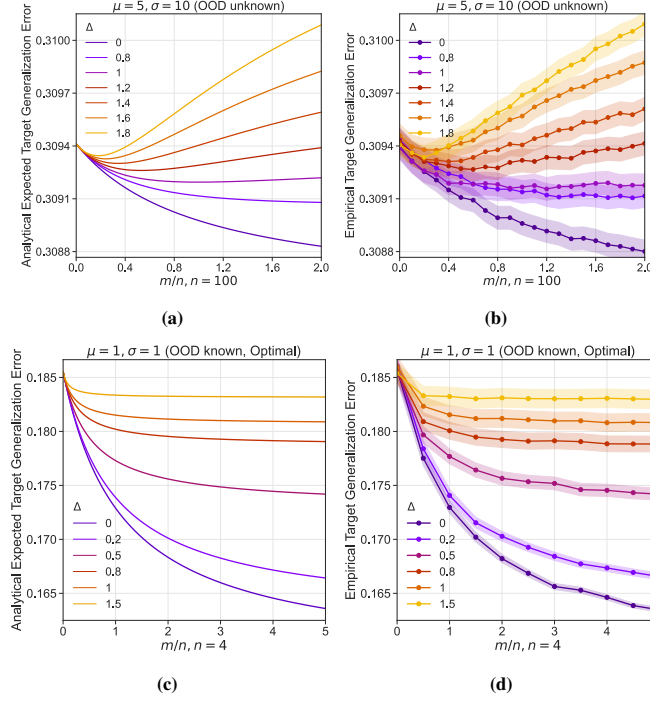 μ = 5, σ = 10 (OOD unknown)
Analytical Expected Target Generalization Error
0.3100
0.3097
0.3094
0.3091
0.3088
Δ
0
0.8
1
1.2
1.4
1.6
1.8
0.0 0.4 0.8 1.2 1.6 2.0
m/n, n = 100
(a)
μ = 5, σ = 10 (OOD unknown)
Empirical Target Generalization Error
0.3100
0.3097
0.3094
0.3091
0.3088
Δ
0
0.8
1
1.2
1.4
1.6
1.8
0.0 0.4 0.8 1.2 1.6 2.0
m/n, n = 100
(b)
μ = 1, σ = 1 (OOD known, Optimal)
Analytical Expected Target Generalization Error
0.185
0.180
0.175
0.170
0.165
Δ
0
0.2
0.5
0.8
1
1.5
0 1 2 3 4 5
m/n, n = 4
(c)
μ = 1, σ = 1 (OOD known, Optimal)
Empirical Target Generalization Error
0.185
0.180
0.175
0.170
0.165
Δ
0
0.2
0.5
0.8
1
1.5
0 1 2 3 4
m/n, n = 4
(d)